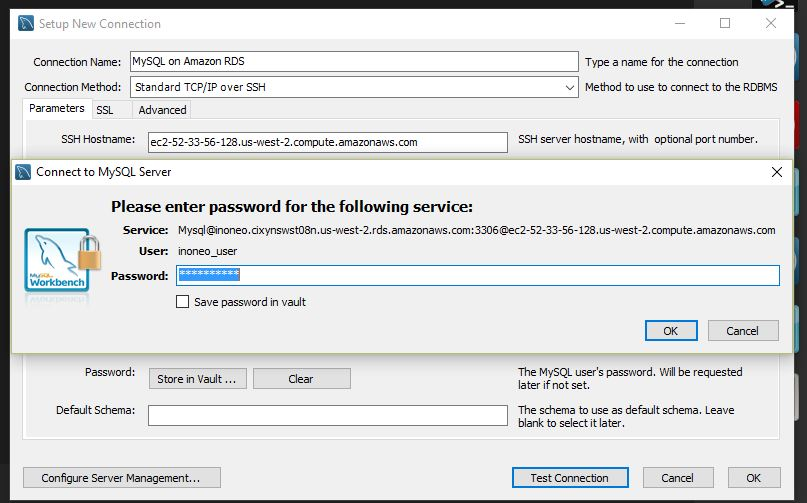 Setup New Connection
Connection Name: MySQL on Amazon RDS Type a name for the connection
Connection Method: Standard TCP/IP over SSH Method to use to connect to the RDBMS
Parameters SSL Advanced
SSH Hostname: ec2-52-33-56-128.us-west-2.compute.amazonaws.com SSH server hostname, with optional port number.
Connect to MySQL Server
Please enter password for the following service:
Service: Mysql@inoneo.cixynswst08n.us-west-2.rds.amazonaws.com:3306@ec2-52-33-56-128.us-west-2.compute.amazonaws.com
User: inoneo_user
Password: **********
MySQL
Workbench
Save password in vault
OK Cancel
Password: Store in Vault ... Clear The MySQL user's password. Will be requested
later if not set.
Default Schema: The schema to use as default schema. Leave
blank to select it later.
Configure Server Management... Test Connection Cancel OK